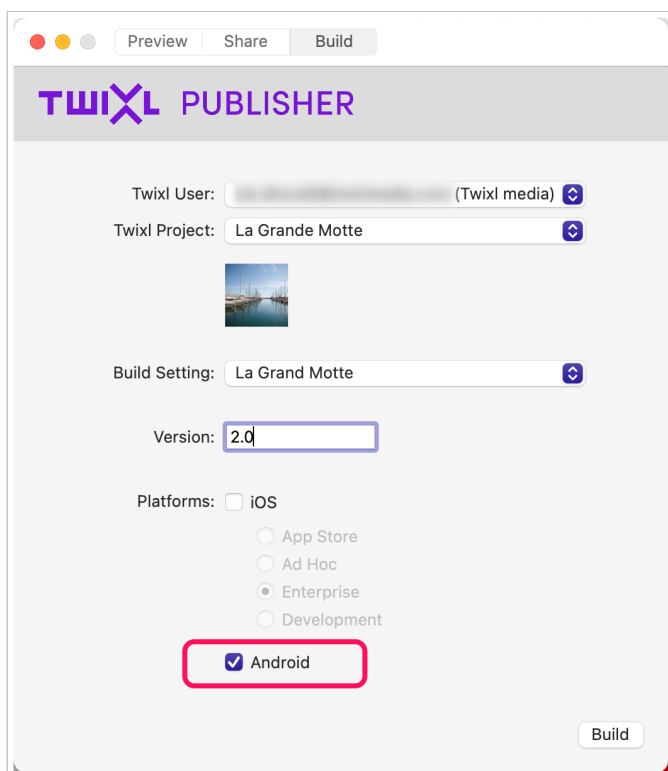 Preview Share Build
TWIXL PUBLISHER
Twixl User: (Twixl media)
Twixl Project: La Grande Motte
Build Setting: La Grand Motte
Version: 2.0
Platforms: iOS
App Store
Ad Hoc
Enterprise
Development
Android
Build